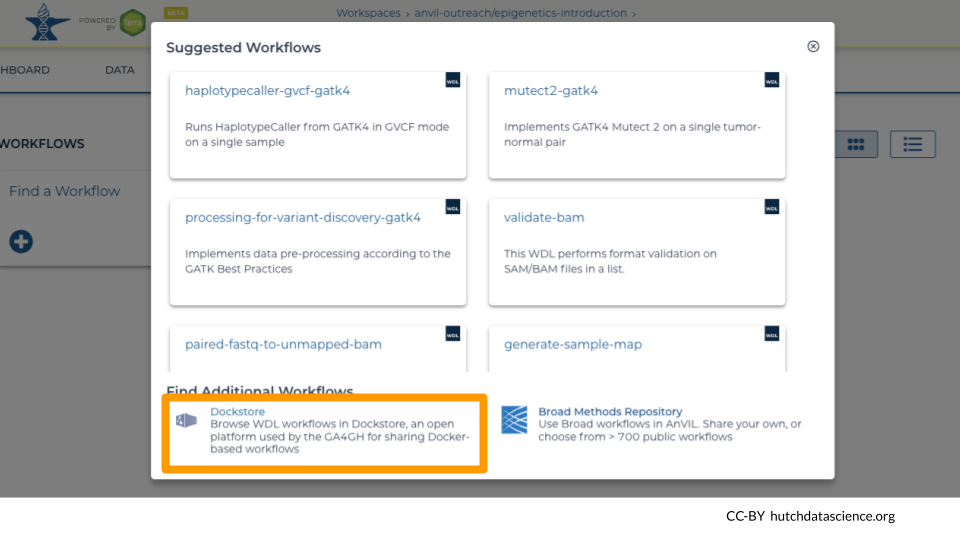 POWERED
BY
Terra
BETA
Workspaces › anvil-outreach/epigenetics-introduction ›
HBOARD
DATA
WORKFLOWS
Find a Workflow
Suggested Workflows
haplotypecaller-gvcf-gatk4
WDL
Runs HaplotypeCaller from GATK4 in GVCF mode
on a single sample
mutect2-gatk4
WDL
Implements GATK4 Mutect 2 on a single tumor-
normal pair
processing-for-variant-discovery-gatk4
WDL
Implements data pre-processing according to the
GATK Best Practices
validate-bam
WDL
This WDL performs format validation on
SAM/BAM files in a list.
paired-fastq-to-unmapped-bam
WDL
generate-sample-map
WDL
Find Additional Workflows
Dockstore
Browse WDL workflows in Dockstore, an open
platform used by the GA4GH for sharing Docker-
based workflows
Broad Methods Repository
Use Broad workflows in AnVIL. Share your own, or
choose from > 700 public workflows
CC-BY hutchdatascience.org